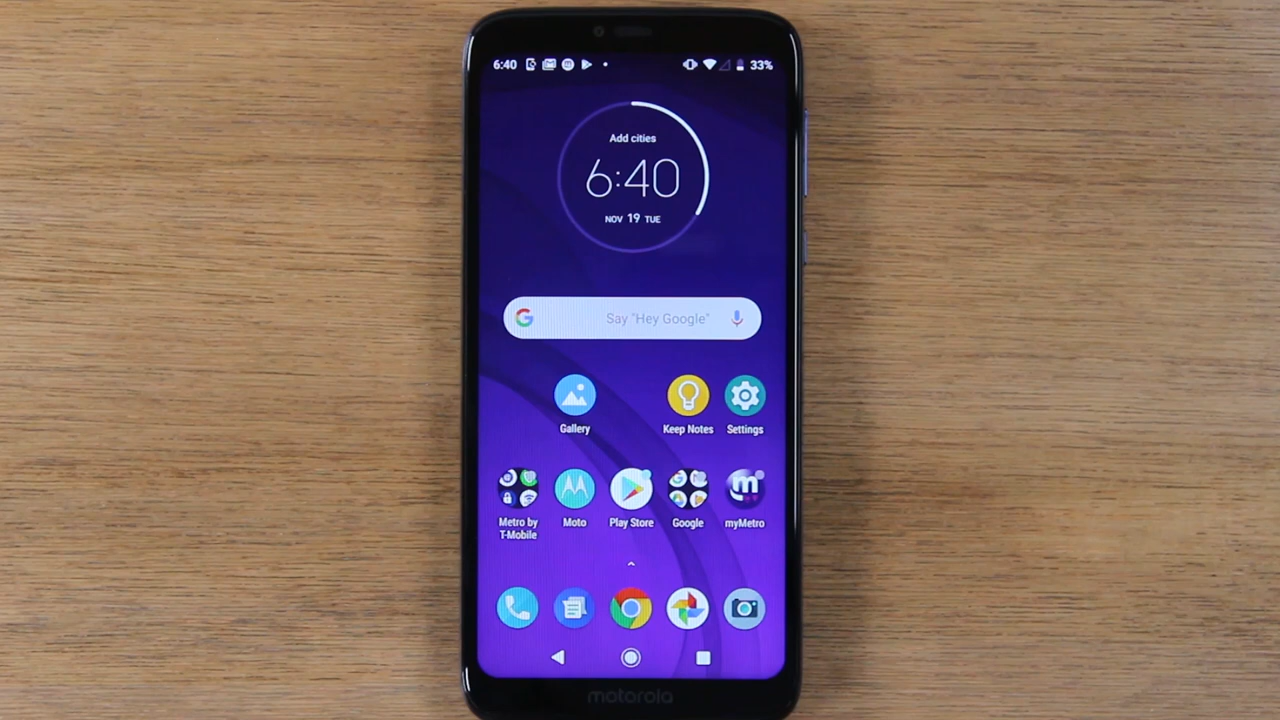 6:40 33%
Add cities
6:40
NOV 19 TUE
Say "Hey Google"
Gallery Keep Notes Settings
Metro by Moto Play Store Google myMetro
T-Mobile
motorola